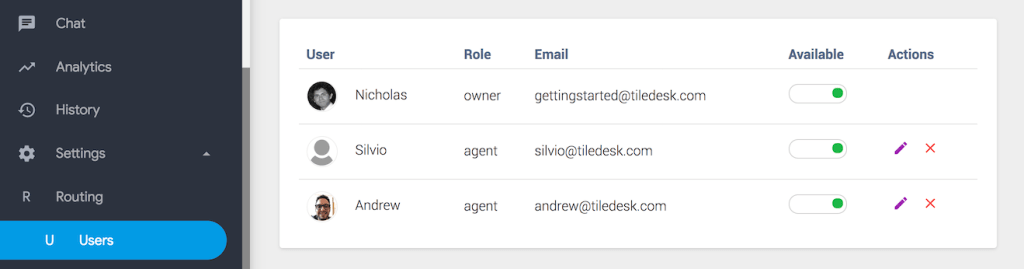 Chat
Analytics
History
Settings
R Routing
U Users
User Role Email Available Actions
Nicholas owner gettingstarted@tiledesk.com
Silvio agent silvio@tiledesk.com
Andrew agent andrew@tiledesk.com